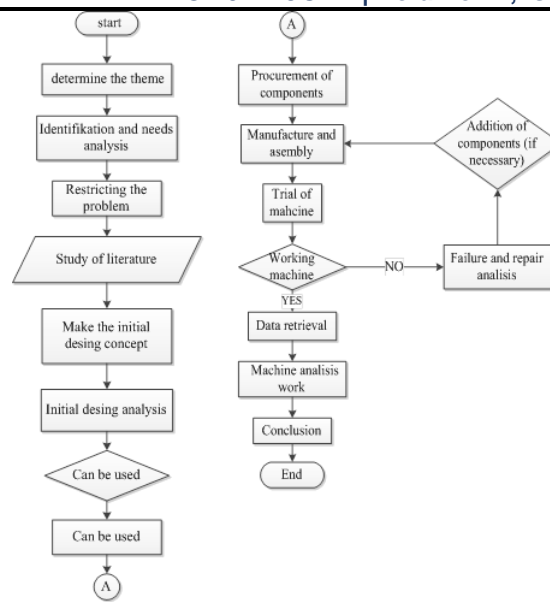 start
determine the theme
Identifikation and needs
analysis
Restricting the
problem
Study of literature
Make the initial
desing concept
Initial desing analysis
Can be used
Can be used
A
A
Procurement of
components
Manufacture and
asembly
Trial of
mahcine
Working
machine
NO
YES
Failure and repair
analisis
Addition of
components (if
necessary)
Data retrieval
Machine analisis
work
Conclusion
End